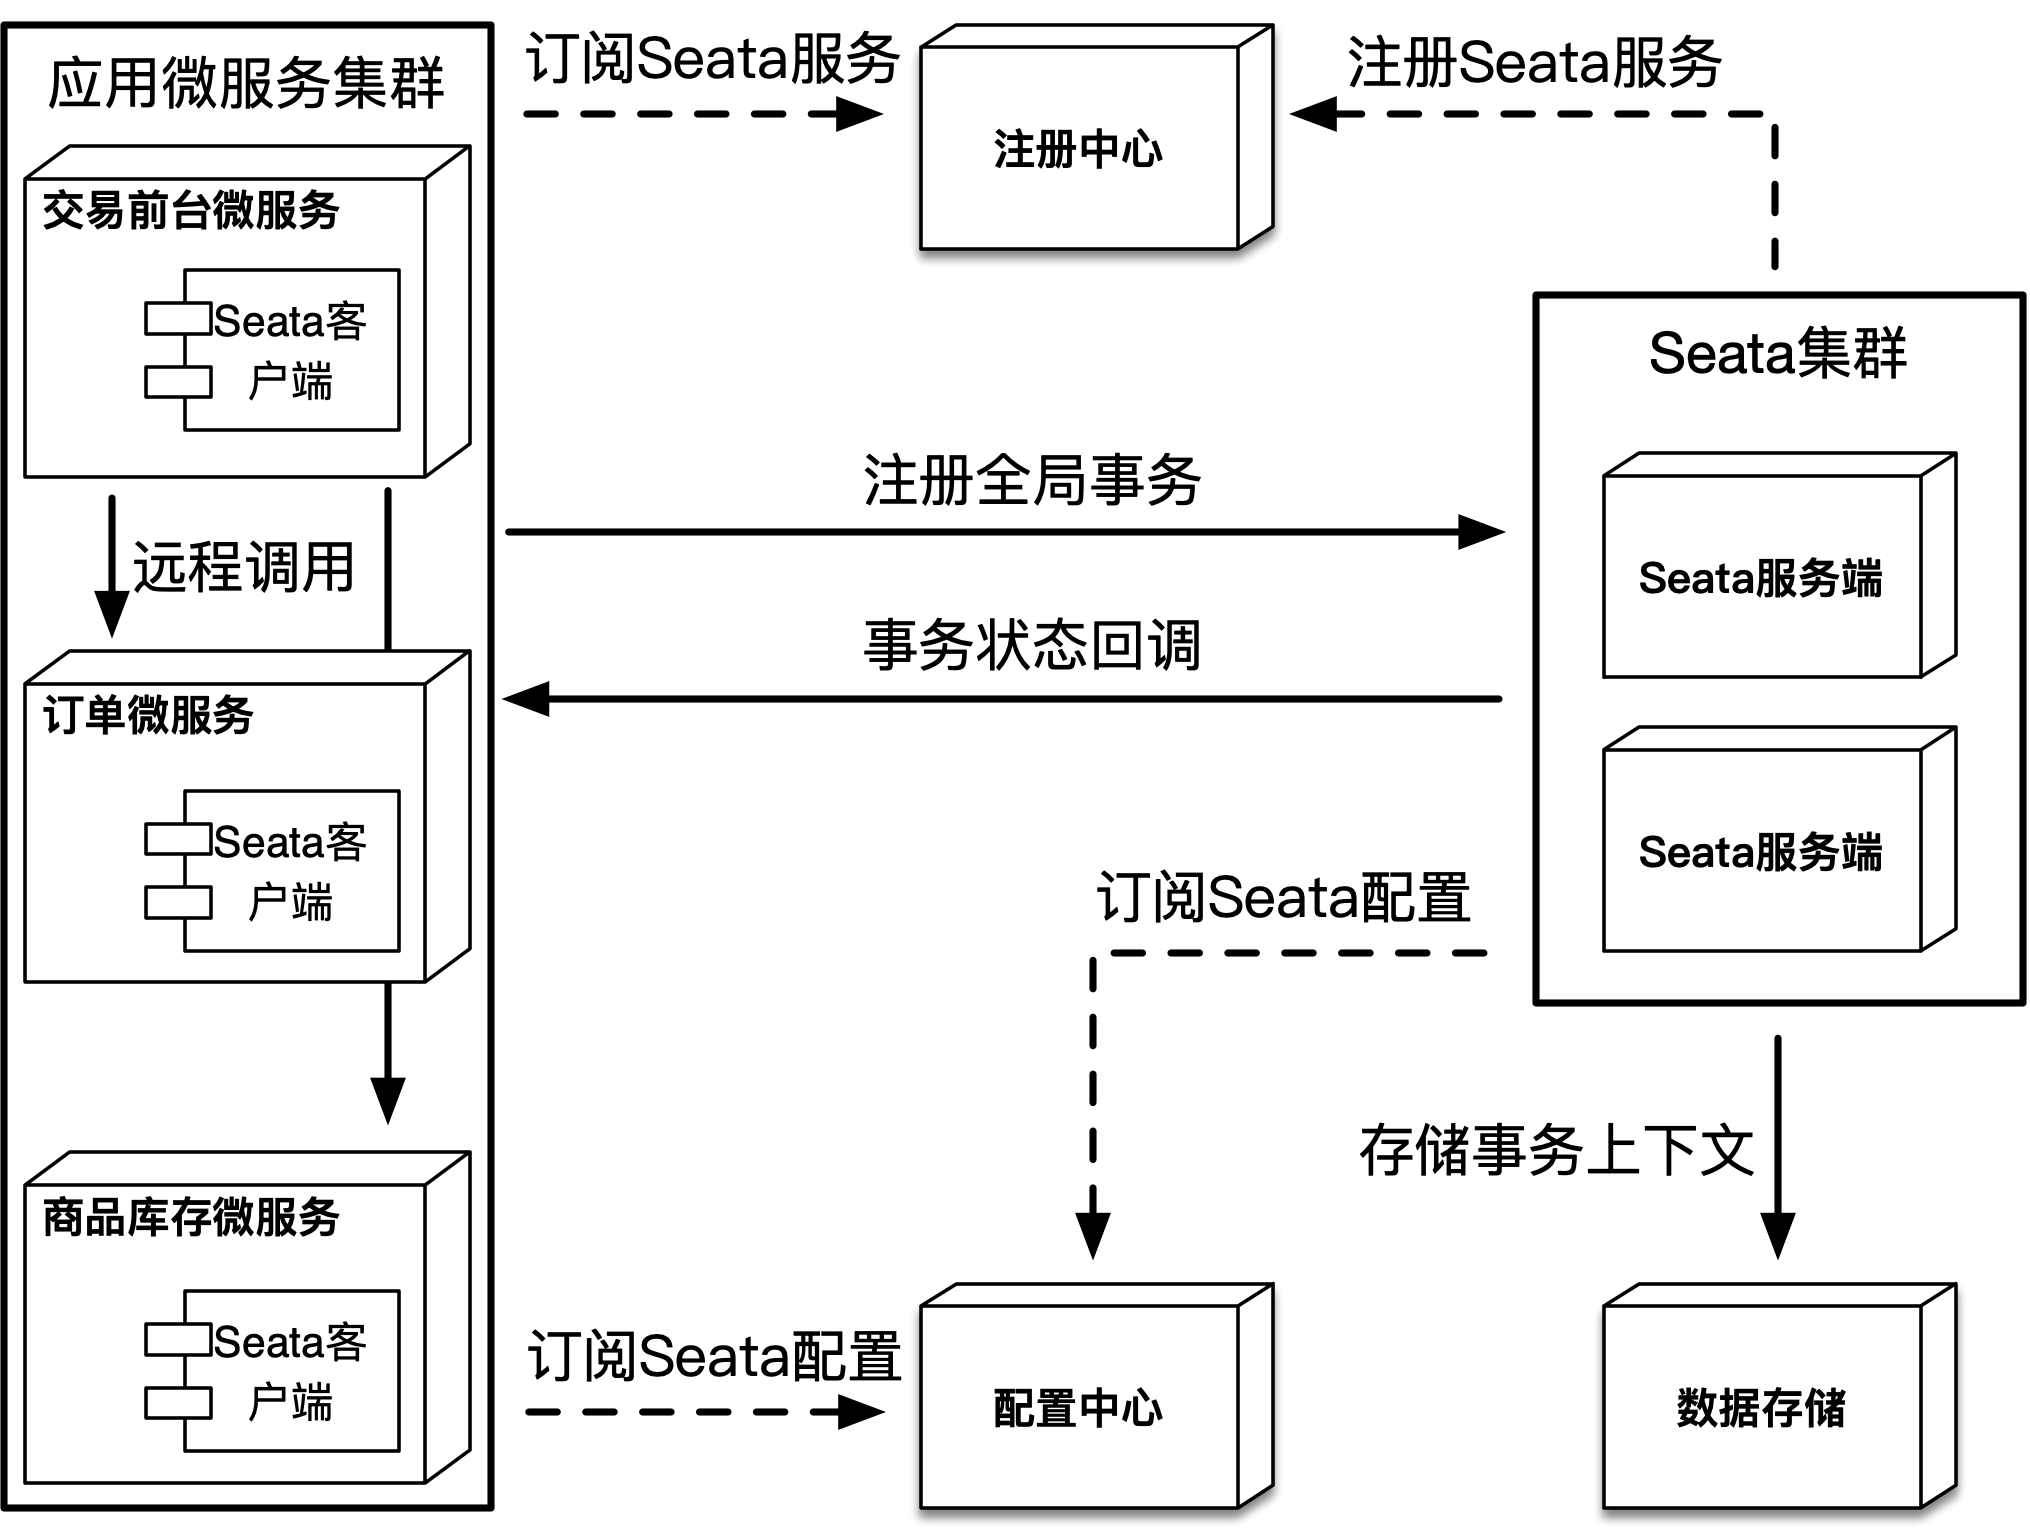 应用微服务集群
交易前台微服务
Seata客
户端
远程调用
订单微服务
Seata客
户端
商品库存微服务
Seata客
户端
订阅Seata服务
注册中心
注册Seata服务
注册全局事务
事务状态回调
Seata集群
Seata服务端
Seata服务端
订阅Seata配置
存储事务上下文
订阅Seata配置
配置中心
数据存储